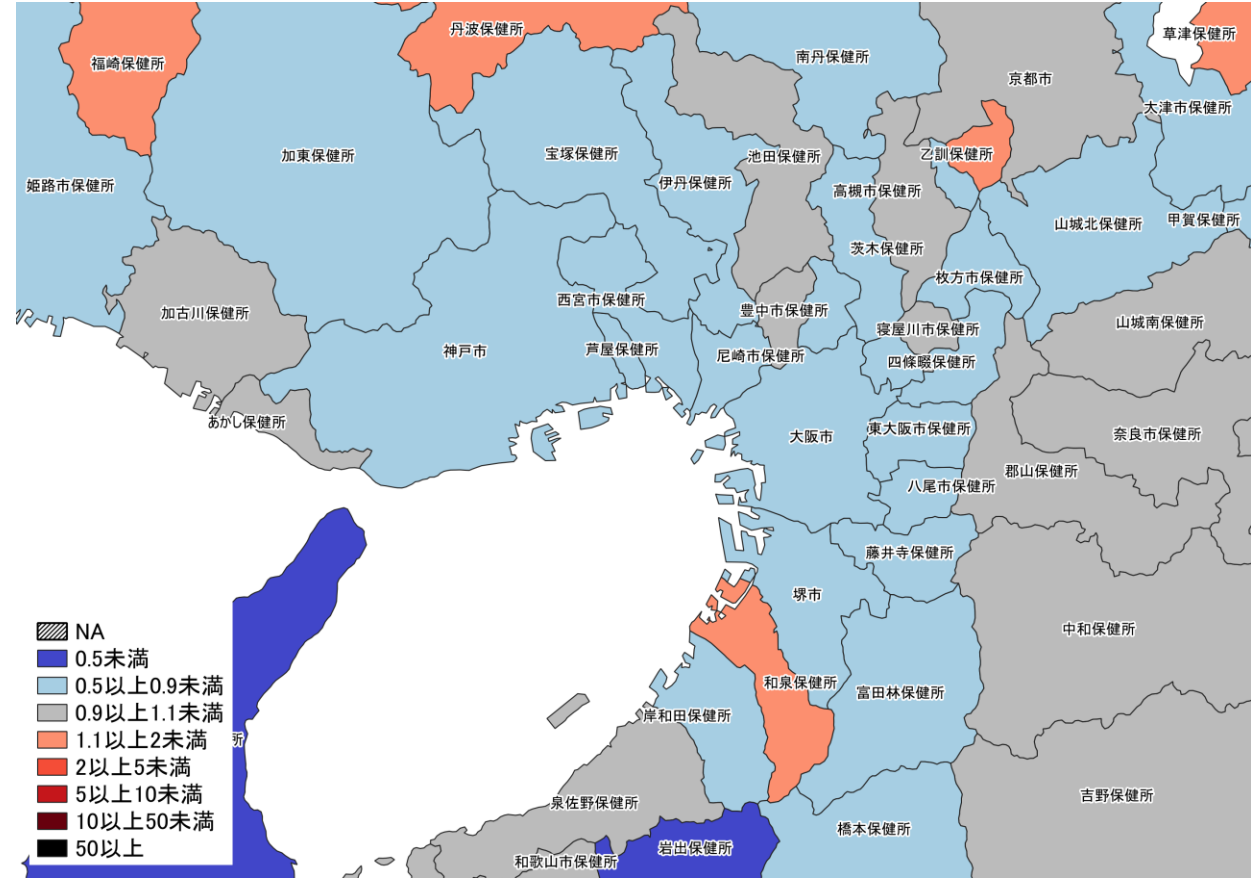 丹波保健所
草津保健所
福崎保健所
南丹保健所
京都市
大津市保健所
加東保健所
宝塚保健所
池田保健所
乙訓保健所
姫路市保健所
伊丹保健所
高槻市保健所
山城北保健所
甲賀保健所
茨木保健所
枚方市保健所
西宮市保健所
豊中市保健所
加古川保健所
寝屋川市保健所
山城南保健所
神戸市
芦屋保健所
尼崎市保健所
四條畷保健所
あかし保健所
大阪市
東大阪市保健所
奈良市保健所
郡山保健所
八尾市保健所
藤井寺保健所
堺市
中和保健所
和泉保健所
富田林保健所
岸和田保健所
所
泉佐野保健所
吉野保健所
橋本保健所
岩出保健所
和歌山市保健所
NA
0.5未満
0.5以上0.9未満
0.9以上1.1未満
1.1以上2未満
2以上5未満
5以上10未満
10以上50未満
50以上